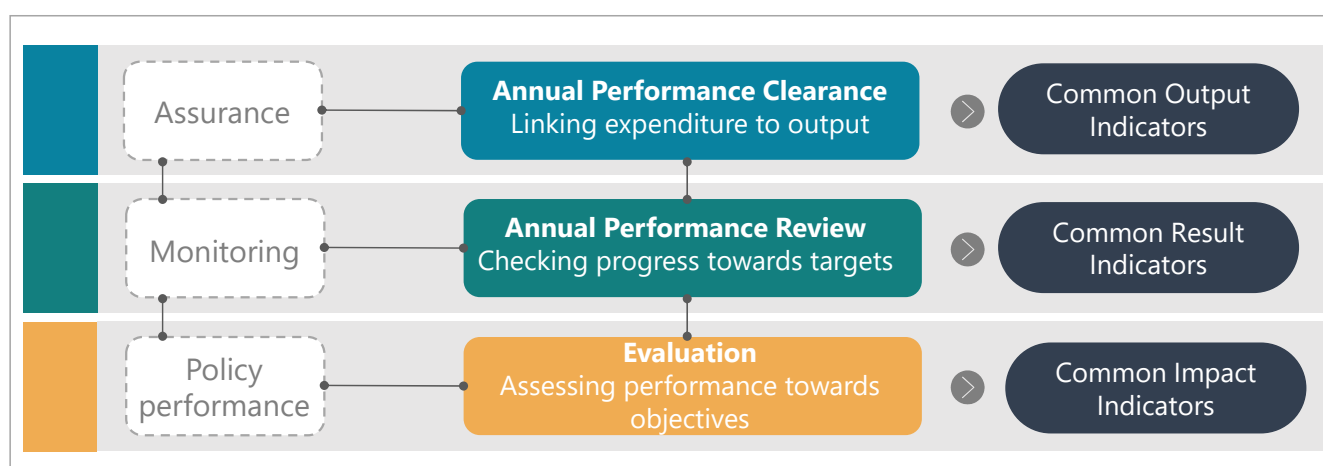 Assurance
Annual Performance Clearance
Linking expenditure to output
Common Output
Indicators
Monitoring
Annual Performance Review
Checking progress towards targets
Common Result
Indicators
Policy
performance
Evaluation
Assessing performance towards
objectives
Common Impact
Indicators